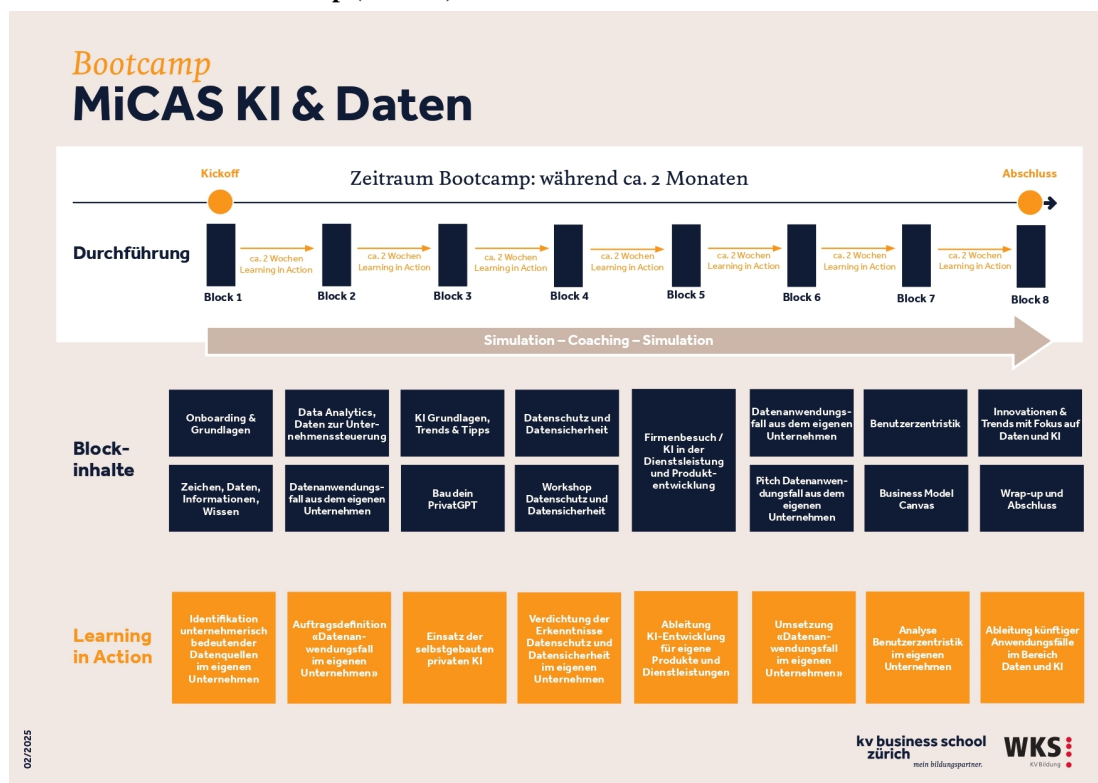 Bootcamp
MiCAS KI & Daten
Kickoff
Zeitraum Bootcamp: während ca. 2 Monaten
Abschluss
Durchführung
ca. 2 Wochen
Learning in Action
ca. 2 Wochen
Learning in Action
ca. 2 Wochen
Learning in Action
ca. 2 Wochen
Learning in Action
ca. 2 Wochen
Learning in Action
ca. 2 Wochen
Learning in Action
ca. 2 Wochen
Learning in Action
Block 1
Block 2
Block 3
Block 4
Block 5
Block 6
Block 7
Block 8
Simulation – Coaching – Simulation
Block-
inhalte
Onboarding &
Grundlagen
Data Analytics,
Daten zur Unter-
nehmenssteuerung
KI Grundlagen,
Trends & Tipps
Datenschutz und
Datensicherheit
Firmenbesuch /
KI in der
Dienstleistung
und Produkt-
entwicklung
Datenanwendungs-
fall aus dem eigenen
Unternehmen
Benutzerzentristik
Innovationen &
Trends mit Fokus auf
Daten und KI
Zeichen, Daten,
Informationen,
Wissen
Datenanwendungs-
fall aus dem eigenen
Unternehmen
Bau dein
PrivatGPT
Workshop
Datenschutz und
Datensicherheit
Pitch Datenanwen-
dungsfall aus dem
eigenen
Unternehmen
Business Model
Canvas
Wrap-up und
Abschluss
Learning
in Action
Identifikation
unternehmerisch
bedeutender
Datenquellen
im eigenen
Unternehmen
Auftragsdefinition
«Datenan-
wendungsfall
im eigenen
Unternehmen»
Einsatz der
selbstgebauten
privaten KI
Verdichtung der
Erkenntnisse
Datenschutz und
Datensicherheit
im eigenen
Unternehmen
Ableitung
KI-Entwicklung
für eigene
Produkte und
Dienstleistungen
Umsetzung
«Datenan-
wendungsfall
im eigenen
Unternehmen»
Analyse
Benutzerzentristik
im eigenen
Unternehmen
Ableitung künftiger
Anwendungsfälle
im Bereich
Daten und KI
02/2025
kv business school
zürich
mein bildungspartner.
WKS
KV Bildung